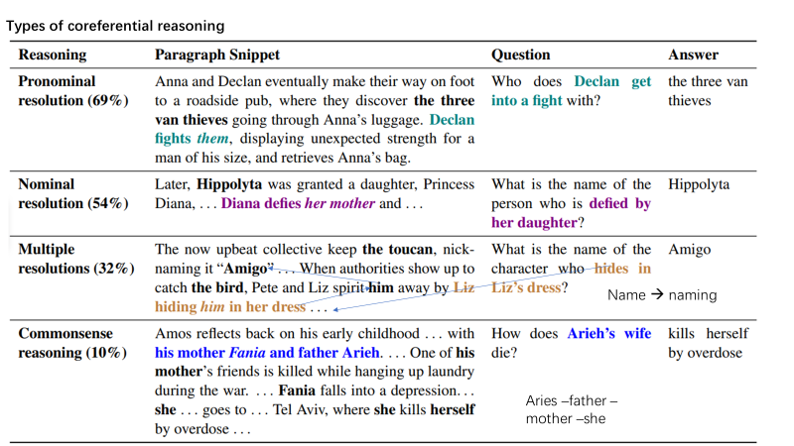 Types of coreferential reasoning
Reasoning Paragraph Snippet Question Answer
Pronominal resolution (69%)
Anna and Declan eventually make their way on foot
to a roadside pub, where they discover the three
van thieves going through Anna's luggage. Declan
fights them, displaying unexpected strength for a
man of his size, and retrieves Anna's bag.
Who does Declan get
into a fight with?
the three van
thieves
Nominal
resolution (54%)
Later, Hippolyta was granted a daughter, Princess
Diana, ... Diana defies her mother and ...
What is the name of the
person who is defied by
her daughter?
Hippolyta
Multiple
resolutions (32%)
The now upbeat collective keep the toucan, nick-
naming it “Amigo”. ... When authorities show up to
catch the bird, Pete and Liz spirit him away by Liz
hiding him in her dress ...
What is the name of the
character who hides in
Liz's dress?
Amigo
Name → naming
Commonsense
reasoning (10%)
Amos reflects back on his early childhood ... with
his mother Fania and father Arieh. ... One of his
mother's friends is killed while hanging up laundry
during the war. ... Fania falls into a depression...
she ... goes to ... Tel Aviv, where she kills herself
by overdose ...
How does Arieh's wife
die?
kills herself
by overdose
Aries –father –
mother –she